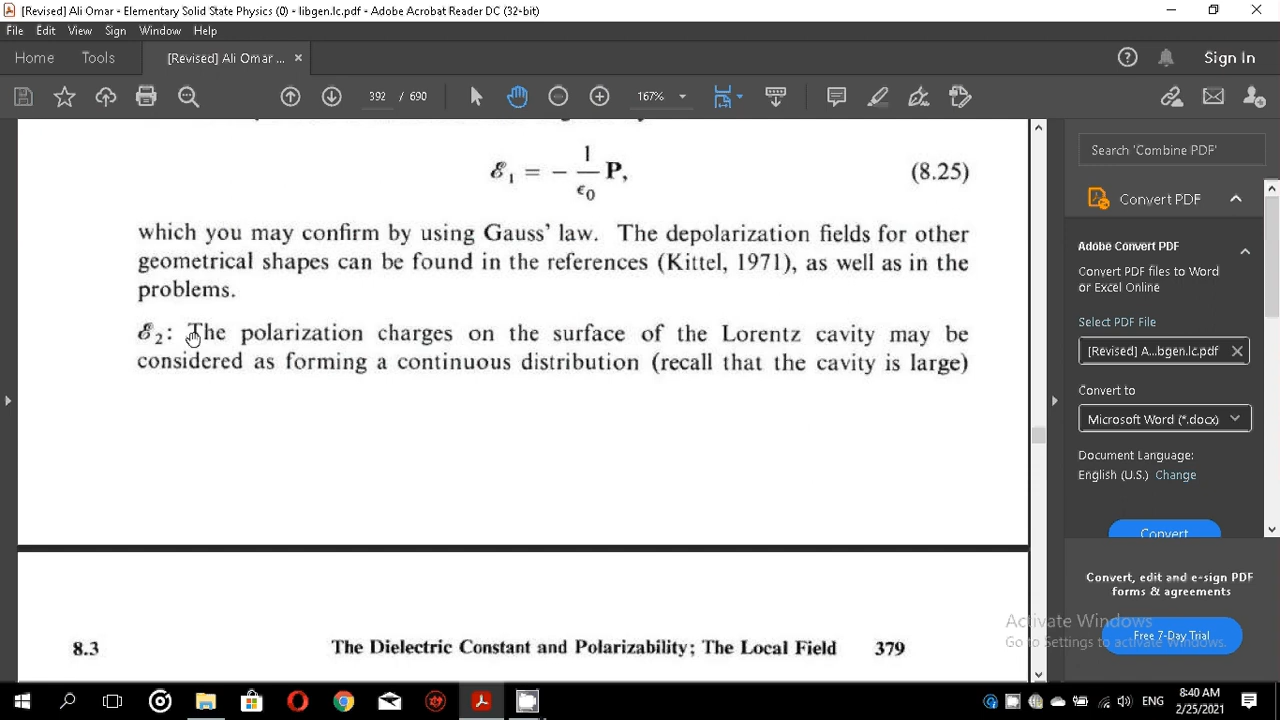 [Revised] Ali Omar - Elementary Solid State Physics (0) - libgen.lc.pdf - Adobe Acrobat Reader DC (32-bit)
File Edit View Sign Window Help
Home Tools [Revised] Ali Omar ... × Sign In
392 / 690 167%
ℰ₁ = − 1/ϵ₀ P, (8.25)
which you may confirm by using Gauss' law. The depolarization fields for other
geometrical shapes can be found in the references (Kittel, 1971), as well as in the
problems.
ℰ₂: The polarization charges on the surface of the Lorentz cavity may be
considered as forming a continuous distribution (recall that the cavity is large)
8.3 The Dielectric Constant and Polarizability; The Local Field 379
Search 'Combine PDF'
Convert PDF
Adobe Convert PDF
Convert PDF files to Word
or Excel Online
Select PDF File
[Revised] A...bgen.lc.pdf
Convert to
Microsoft Word (*.docx)
Document Language:
English (U.S.) Change
Convert
Convert, edit and e-sign PDF
forms & agreements
Free 7-Day Trial
Activate Windows
Go to Settings to activate Windows.
ENG
8:40 AM
2/25/2021